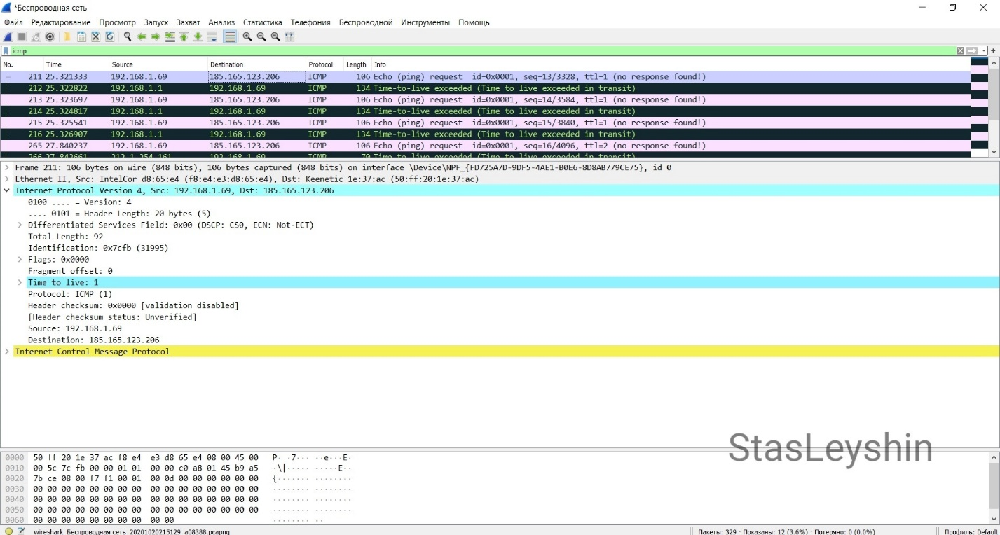 *Беспроводная сеть
Файл Редактирование Просмотр Запуск Захват Анализ Статистика Телефония Беспроводной Инструменты Помощь
icmp
No. Time Source Destination Protocol Length Info
211 25.321333 192.168.1.69 185.165.123.206 ICMP 106 Echo (ping) request id=0x0001, seq=13/3328, ttl=1 (no response found!)
212 25.322822 192.168.1.1 192.168.1.69 ICMP 134 Time-to-live exceeded (Time to live exceeded in transit)
213 25.323697 192.168.1.69 185.165.123.206 ICMP 106 Echo (ping) request id=0x0001, seq=14/3584, ttl=1 (no response found!)
214 25.324817 192.168.1.1 192.168.1.69 ICMP 134 Time-to-live exceeded (Time to live exceeded in transit)
215 25.325541 192.168.1.69 185.165.123.206 ICMP 106 Echo (ping) request id=0x0001, seq=15/3840, ttl=1 (no response found!)
216 25.326907 192.168.1.1 192.168.1.69 ICMP 134 Time-to-live exceeded (Time to live exceeded in transit)
265 27.840237 192.168.1.69 185.165.123.206 ICMP 106 Echo (ping) request id=0x0001, seq=16/4096, ttl=2 (no response found!)
266 27.842661 212.1.254.161 192.168.1.69 ICMP 70 Time-to-live exceeded (Time to live exceeded in transit)
Frame 211: 106 bytes on wire (848 bits), 106 bytes captured (848 bits) on interface \Device\NPF_{FD725A7D-9DF5-4AE1-B0E6-8D8AB779CE75}, id 0
Ethernet II, Src: IntelCor_d8:65:e4 (f8:e4:e3:d8:65:e4), Dst: Keenetic_1e:37:ac (50:ff:20:1e:37:ac)
Internet Protocol Version 4, Src: 192.168.1.69, Dst: 185.165.123.206
0100 .... = Version: 4
.... 0101 = Header Length: 20 bytes (5)
Differentiated Services Field: 0x00 (DSCP: CS0, ECN: Not-ECT)
Total Length: 92
Identification: 0x7cfb (31995)
Flags: 0x0000
Fragment offset: 0
Time to live: 1
Protocol: ICMP (1)
Header checksum: 0x0000 [validation disabled]
[Header checksum status: Unverified]
Source: 192.168.1.69
Destination: 185.165.123.206
Internet Control Message Protocol
StasLeyshin
0000 50 ff 20 1e 37 ac f8 e4 e3 d8 65 e4 08 00 45 00 P· ·7··· ··e···E·
0010 00 5c 7c fb 00 00 01 01 00 00 c0 a8 01 45 b9 a5 ·\|····· ·····E··
0020 7b ce 08 00 f7 f1 00 01 00 0d 00 00 00 00 00 00 {······· ········
0030 00 00 00 00 00 00 00 00 00 00 00 00 00 00 00 00 ········ ········
0040 00 00 00 00 00 00 00 00 00 00 00 00 00 00 00 00 ········ ········
0050 00 00 00 00 00 00 00 00 00 00 00 00 00 00 00 00 ········ ········
0060 00 00 00 00 00 00 00 00 00 00 ········ ··
wireshark_Беспроводная сеть_20201020215129_a08388.pcapng Пакеты: 329 · Показаны: 12 (3.6%) · Потеряно: 0 (0.0%) Профиль: Default